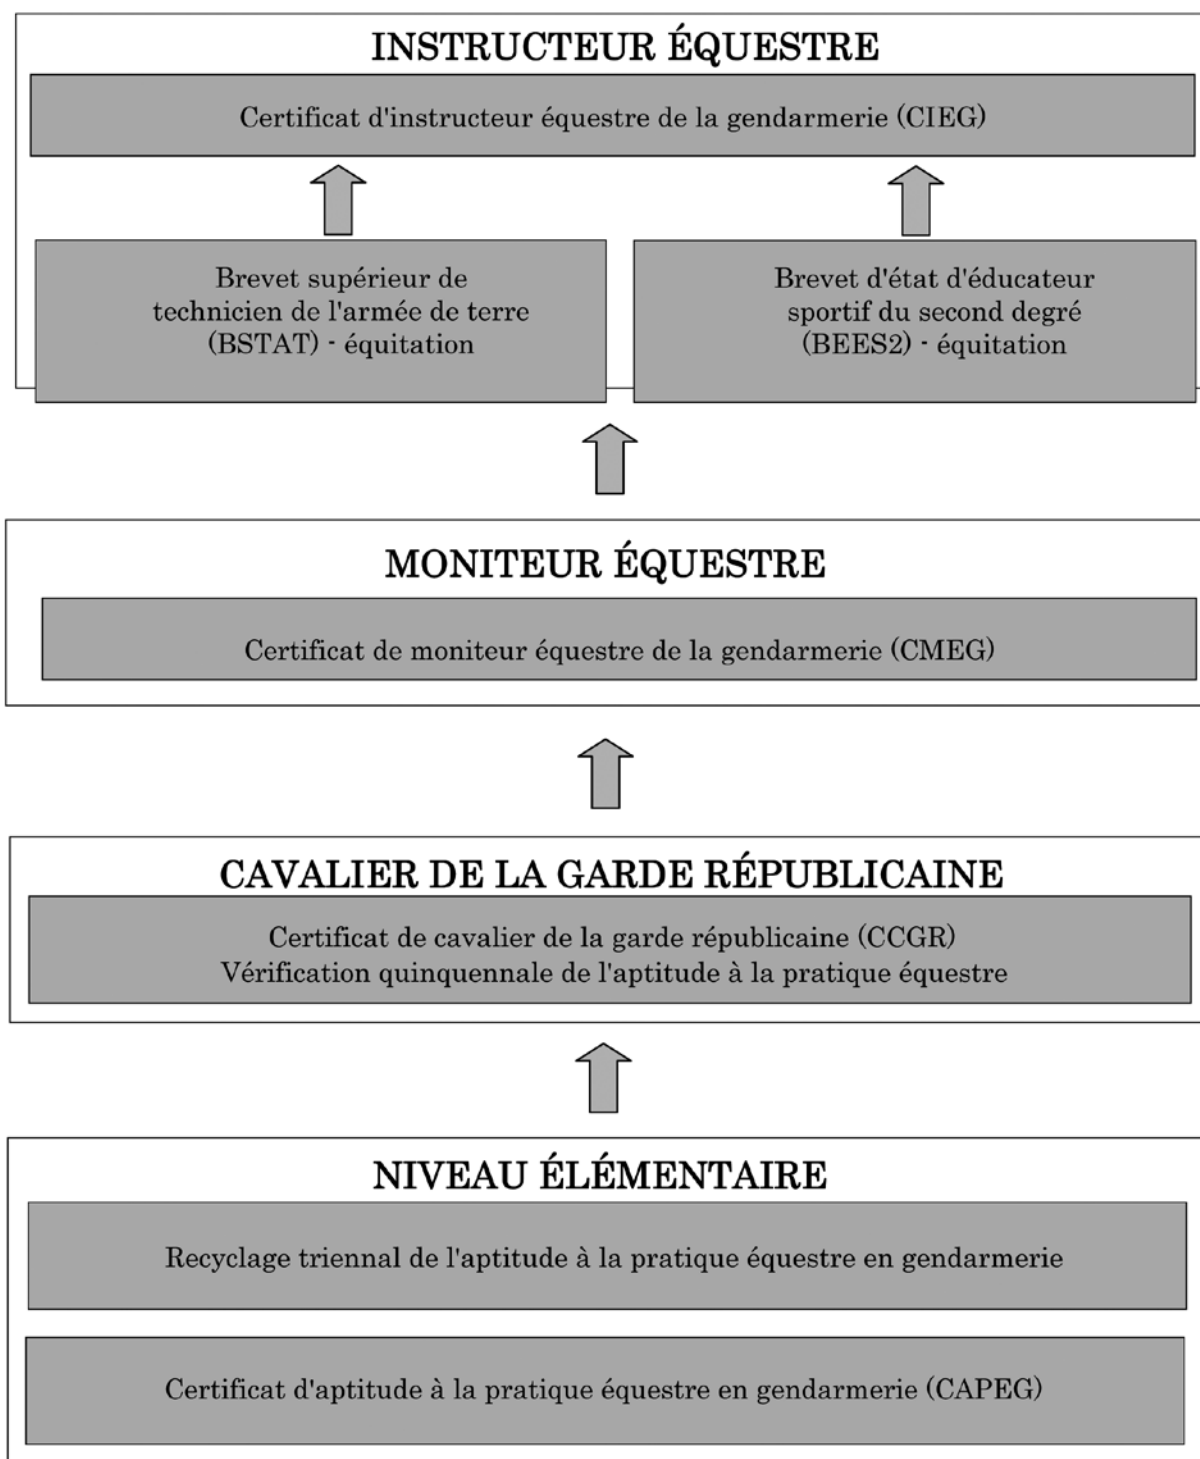 INSTRUCTEUR ÉQUESTRE
Certificat d'instructeur équestre de la gendarmerie (CIEG)
Brevet supérieur de
technicien de l'armée de terre
(BSTAT) - équitation
Brevet d'état d'éducateur
sportif du second degré
(BEES2) - équitation
MONITEUR ÉQUESTRE
Certificat de moniteur équestre de la gendarmerie (CMEG)
CAVALIER DE LA GARDE RÉPUBLICAINE
Certificat de cavalier de la garde républicaine (CCGR)
Vérification quinquennale de l'aptitude à la pratique équestre
NIVEAU ÉLÉMENTAIRE
Recyclage triennal de l'aptitude à la pratique équestre en gendarmerie
Certificat d'aptitude à la pratique équestre en gendarmerie (CAPEG)